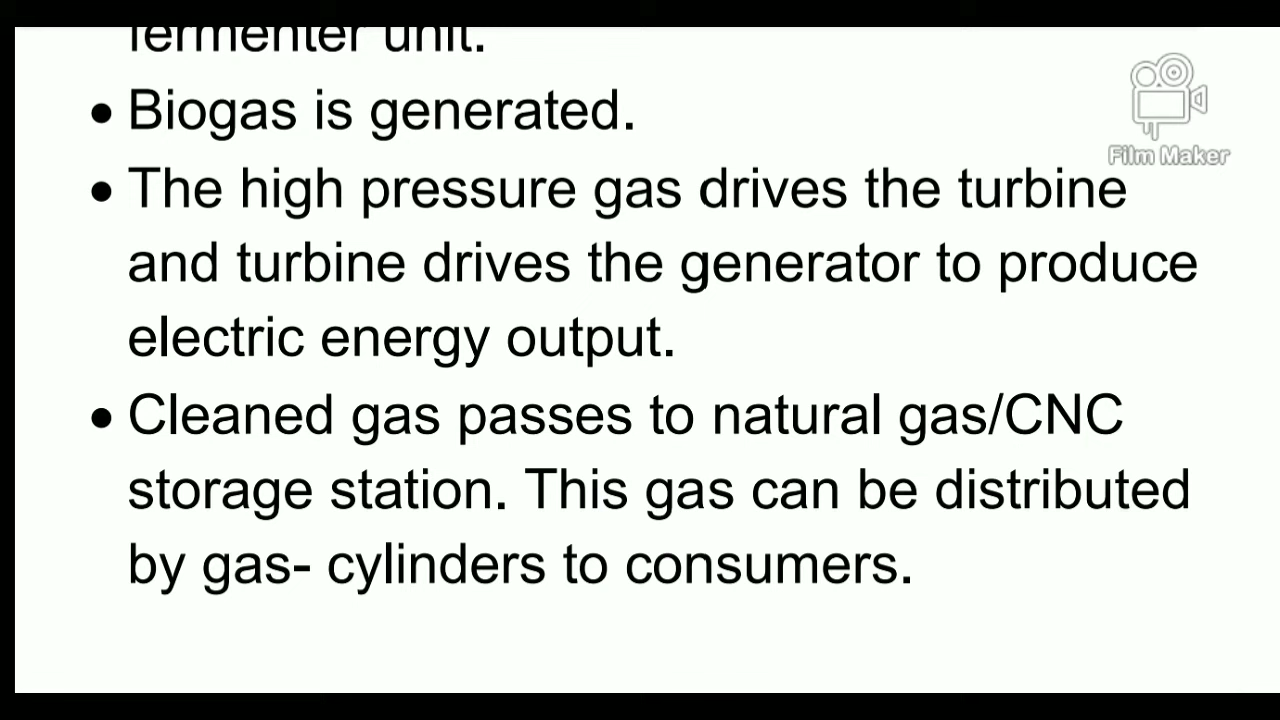 fermenter unit.
• Biogas is generated.
Film Maker
• The high pressure gas drives the turbine
and turbine drives the generator to produce
electric energy output.
• Cleaned gas passes to natural gas/CNC
storage station. This gas can be distributed
by gas- cylinders to consumers.